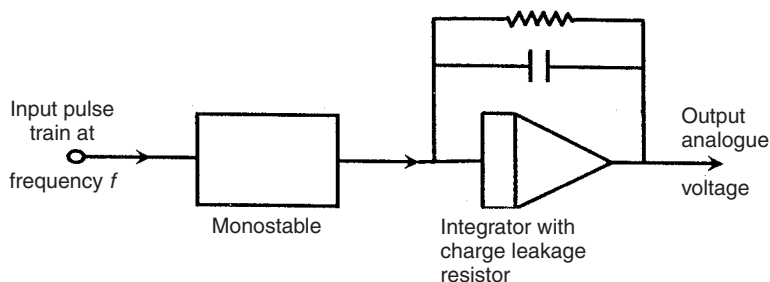 Input pulse
train at
frequency f
Monostable
Integrator with
charge leakage
resistor
Output
analogue
voltage